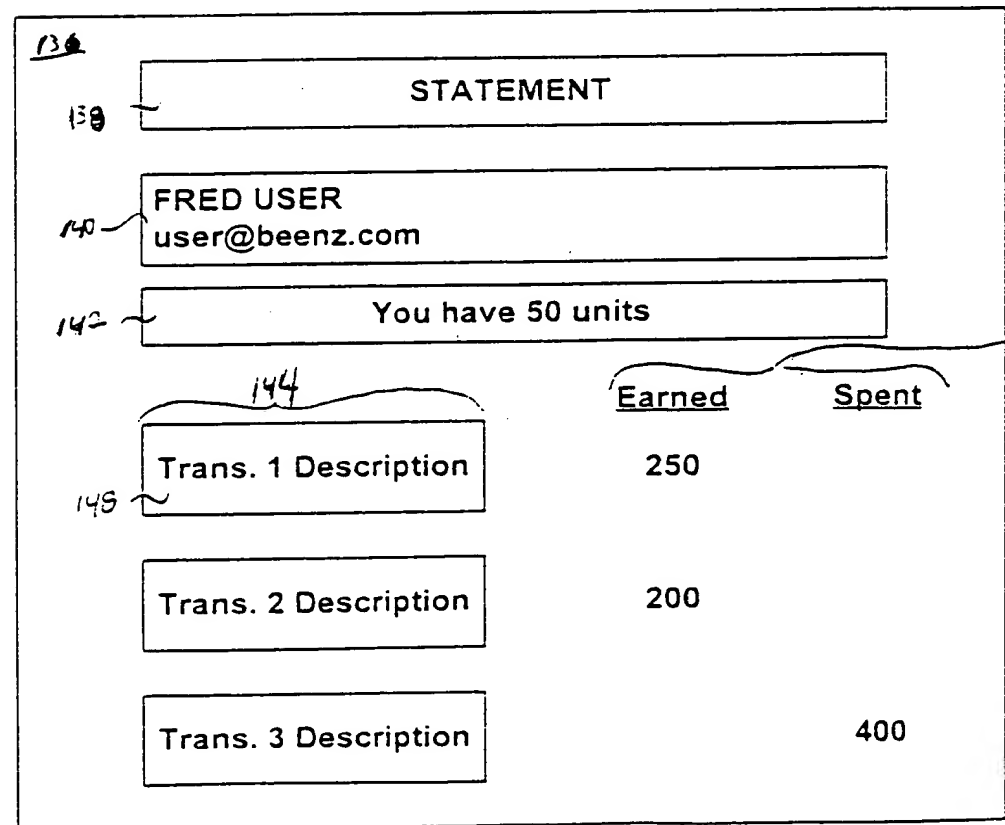 136
STATEMENT
138
FRED USER
140
user@beenz.com
You have 50 units
142
144
Earned Spent
Trans. 1 Description 250
Trans. 2 Description 200
Trans. 3 Description 400